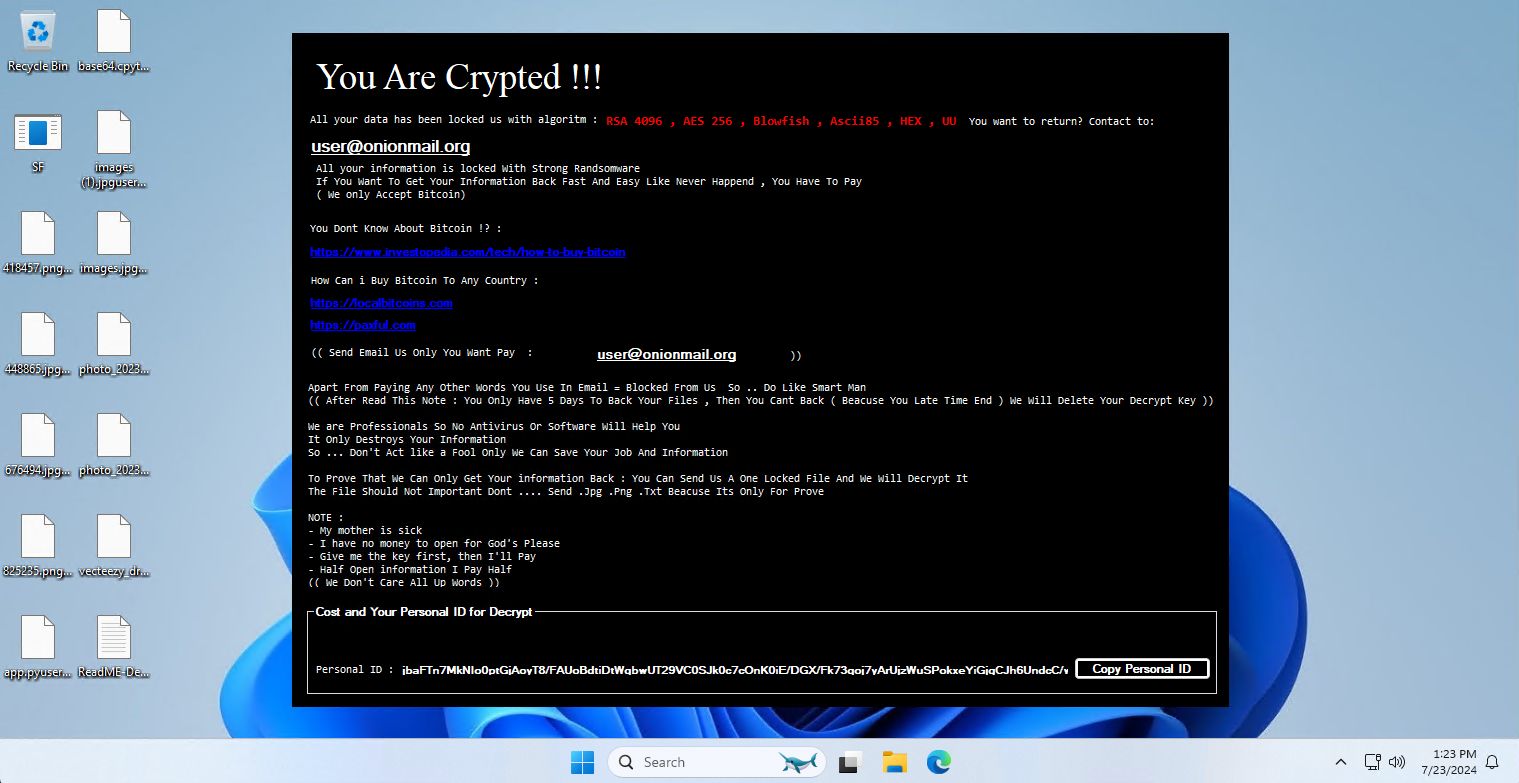 Recycle Bin
base64.cpyt...
SF
images
(1).jpguser...
418457.png...
images.jpg...
448865.jpg...
photo_2023...
676494.jpg...
photo_2023...
825235.png...
vecteezy_dr...
app.pyuser...
ReadME-De...
You Are Crypted !!!
All your data has been locked us with algoritm : RSA 4096 , AES 256 , Blowfish , Ascii85 , HEX , UU You want to return? Contact to:
user@onionmail.org
All your information is locked With Strong Randsomware
If You Want To Get Your Information Back Fast And Easy Like Never Happend , You Have To Pay
( We only Accept Bitcoin)
You Dont Know About Bitcoin !? :
https://www.investopedia.com/tech/how-to-buy-bitcoin
How Can i Buy Bitcoin To Any Country :
https://localbitcoins.com
https://paxful.com
(( Send Email Us Only You Want Pay : user@onionmail.org ))
Apart From Paying Any Other Words You Use In Email = Blocked From Us So .. Do Like Smart Man
(( After Read This Note : You Only Have 5 Days To Back Your Files , Then You Cant Back ( Beacuse You Late Time End ) We Will Delete Your Decrypt Key ))
We are Professionals So No Antivirus Or Software Will Help You
It Only Destroys Your Information
So ... Don't Act like a Fool Only We Can Save Your Job And Information
To Prove That We Can Only Get Your information Back : You Can Send Us A One Locked File And We Will Decrypt It
The File Should Not Important Dont .... Send .Jpg .Png .Txt Beacuse Its Only For Prove
NOTE :
- My mother is sick
- I have no money to open for God's Please
- Give me the key first, then I'll Pay
- Half Open information I Pay Half
(( We Don't Care All Up Words ))
Cost and Your Personal ID for Decrypt
Personal ID :
Copy Personal ID
Search
1:23 PM
7/23/2024